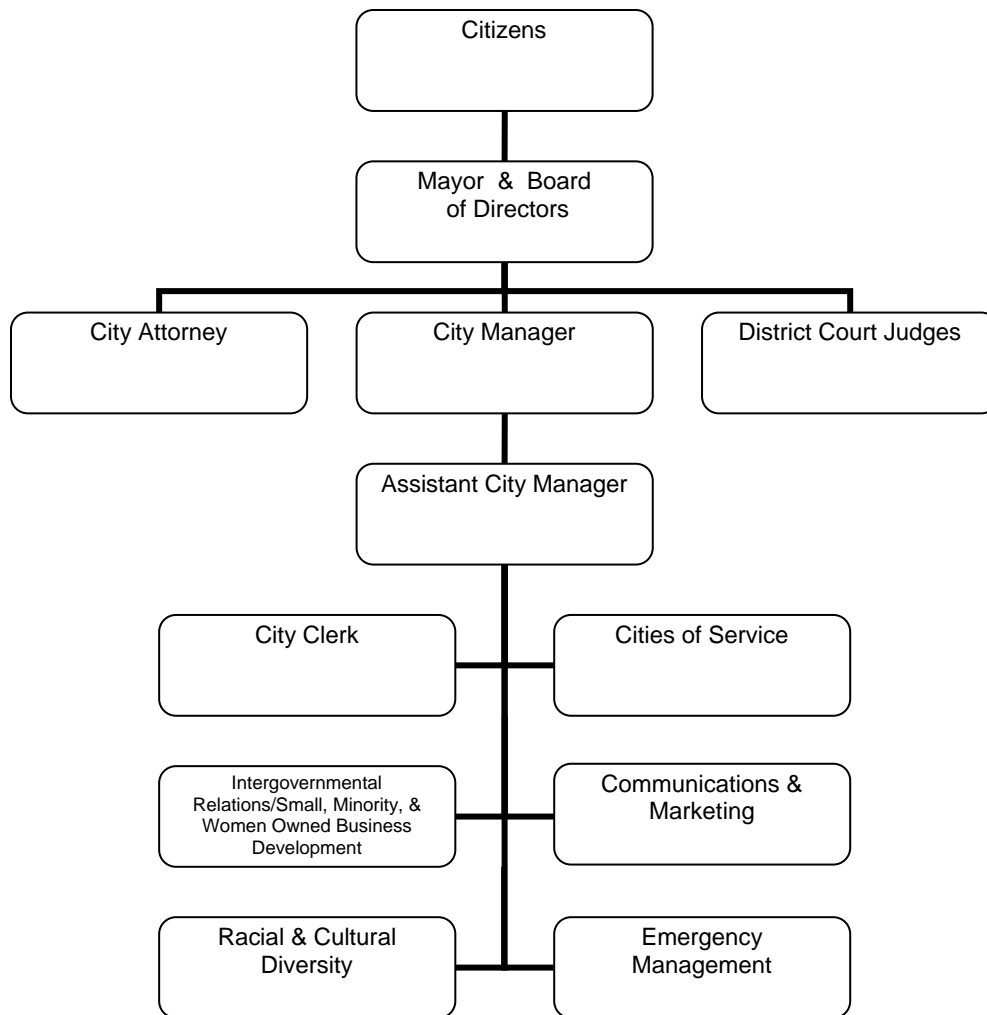 Citizens
Mayor & Board
of Directors
City Attorney
City Manager
District Court Judges
Assistant City Manager
City Clerk
Cities of Service
Intergovernmental
Relations/Small, Minority, &
Women Owned Business
Development
Communications &
Marketing
Racial & Cultural
Diversity
Emergency
Management